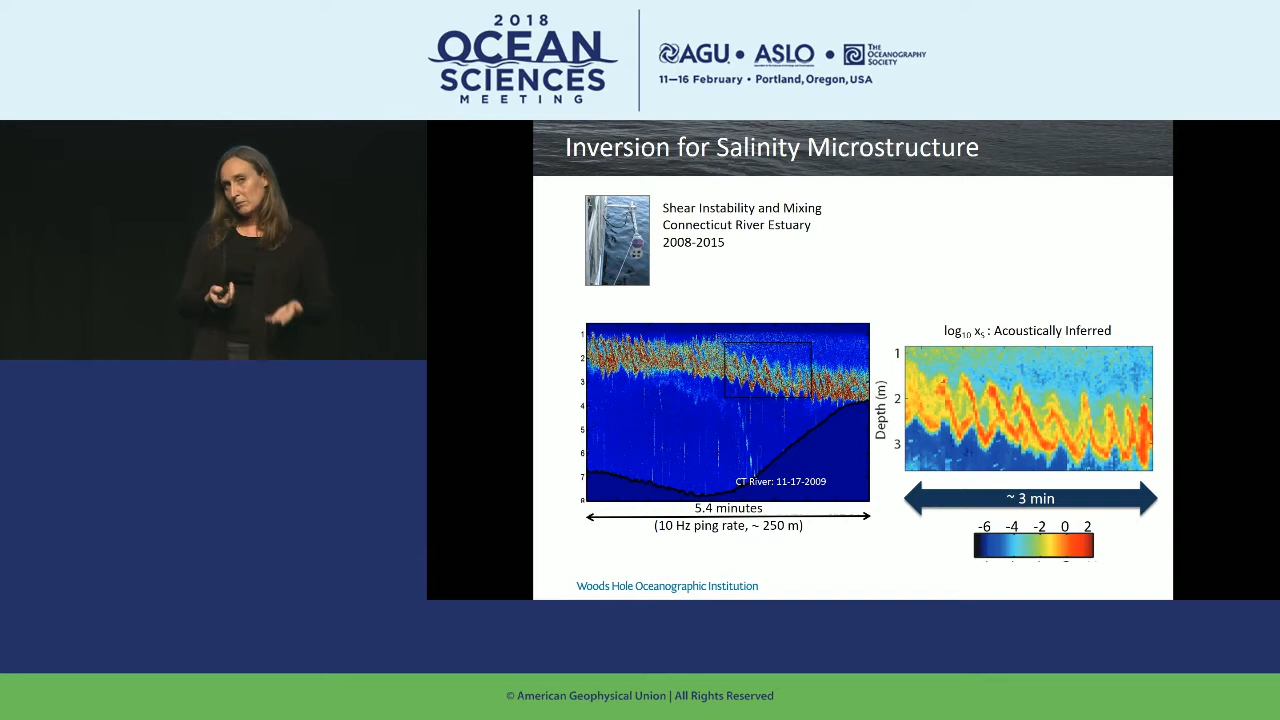 2018
OCEAN
SCIENCES
MEETING
AGU • ASLO •
THE
OCEANOGRAPHY
SOCIETY
11–16 February • Portland, Oregon, USA
Inversion for Salinity Microstructure
Shear Instability and Mixing
Connecticut River Estuary
2008-2015
1
2
3
4
5
6
7
8
CT River: 11-17-2009
5.4 minutes
(10 Hz ping rate, ~ 250 m)
log10 xs : Acoustically Inferred
1
2
3
Depth (m)
~ 3 min
-6 -4 -2 0 2
Woods Hole Oceanographic Institution
© American Geophysical Union | All Rights Reserved